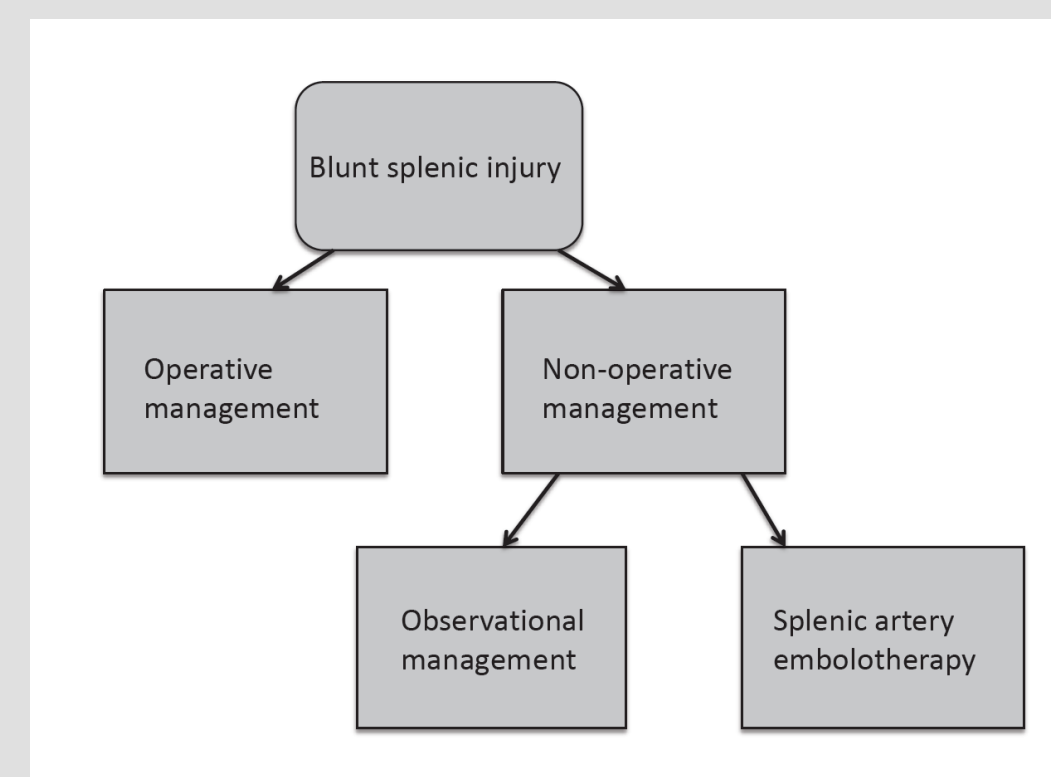 Blunt splenic injury
Operative
management
Non-operative
management
Observational
management
Splenic artery
embolotherapy